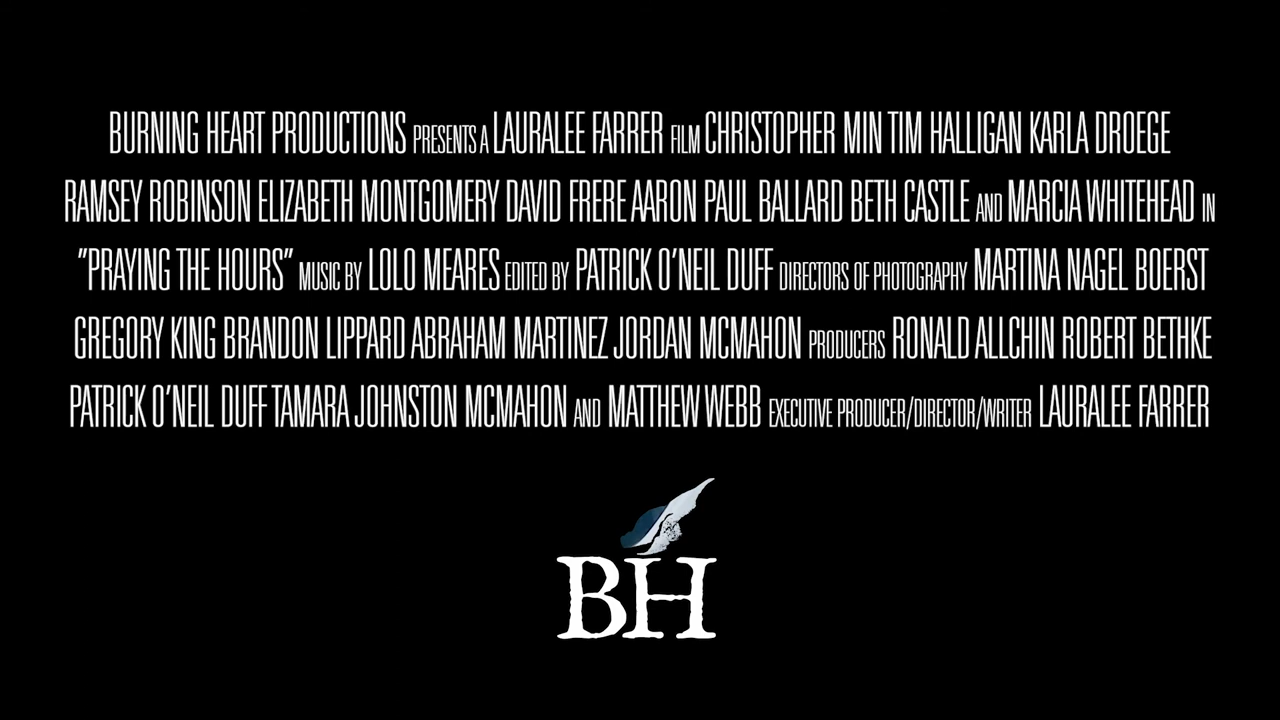 BURNING HEART PRODUCTIONS PRESENTS A LAURALEE FARRER FILM CHRISTOPHER MIN TIM HALLIGAN KARLA DROEGE
RAMSEY ROBINSON ELIZABETH MONTGOMERY DAVID FRERE AARON PAUL BALLARD BETH CASTLE AND MARCIA WHITEHEAD IN
"PRAYING THE HOURS" MUSIC BY LOLO MEARES EDITED BY PATRICK O'NEIL DUFF DIRECTORS OF PHOTOGRAPHY MARTINA NAGEL BOERST
GREGORY KING BRANDON LIPPARD ABRAHAM MARTINEZ JORDAN MCMAHON PRODUCERS RONALD ALLCHIN ROBERT BETHKE
PATRICK O'NEIL DUFF TAMARA JOHNSTON MCMAHON AND MATTHEW WEBB EXECUTIVE PRODUCER/DIRECTOR/WRITER LAURALEE FARRER
BH